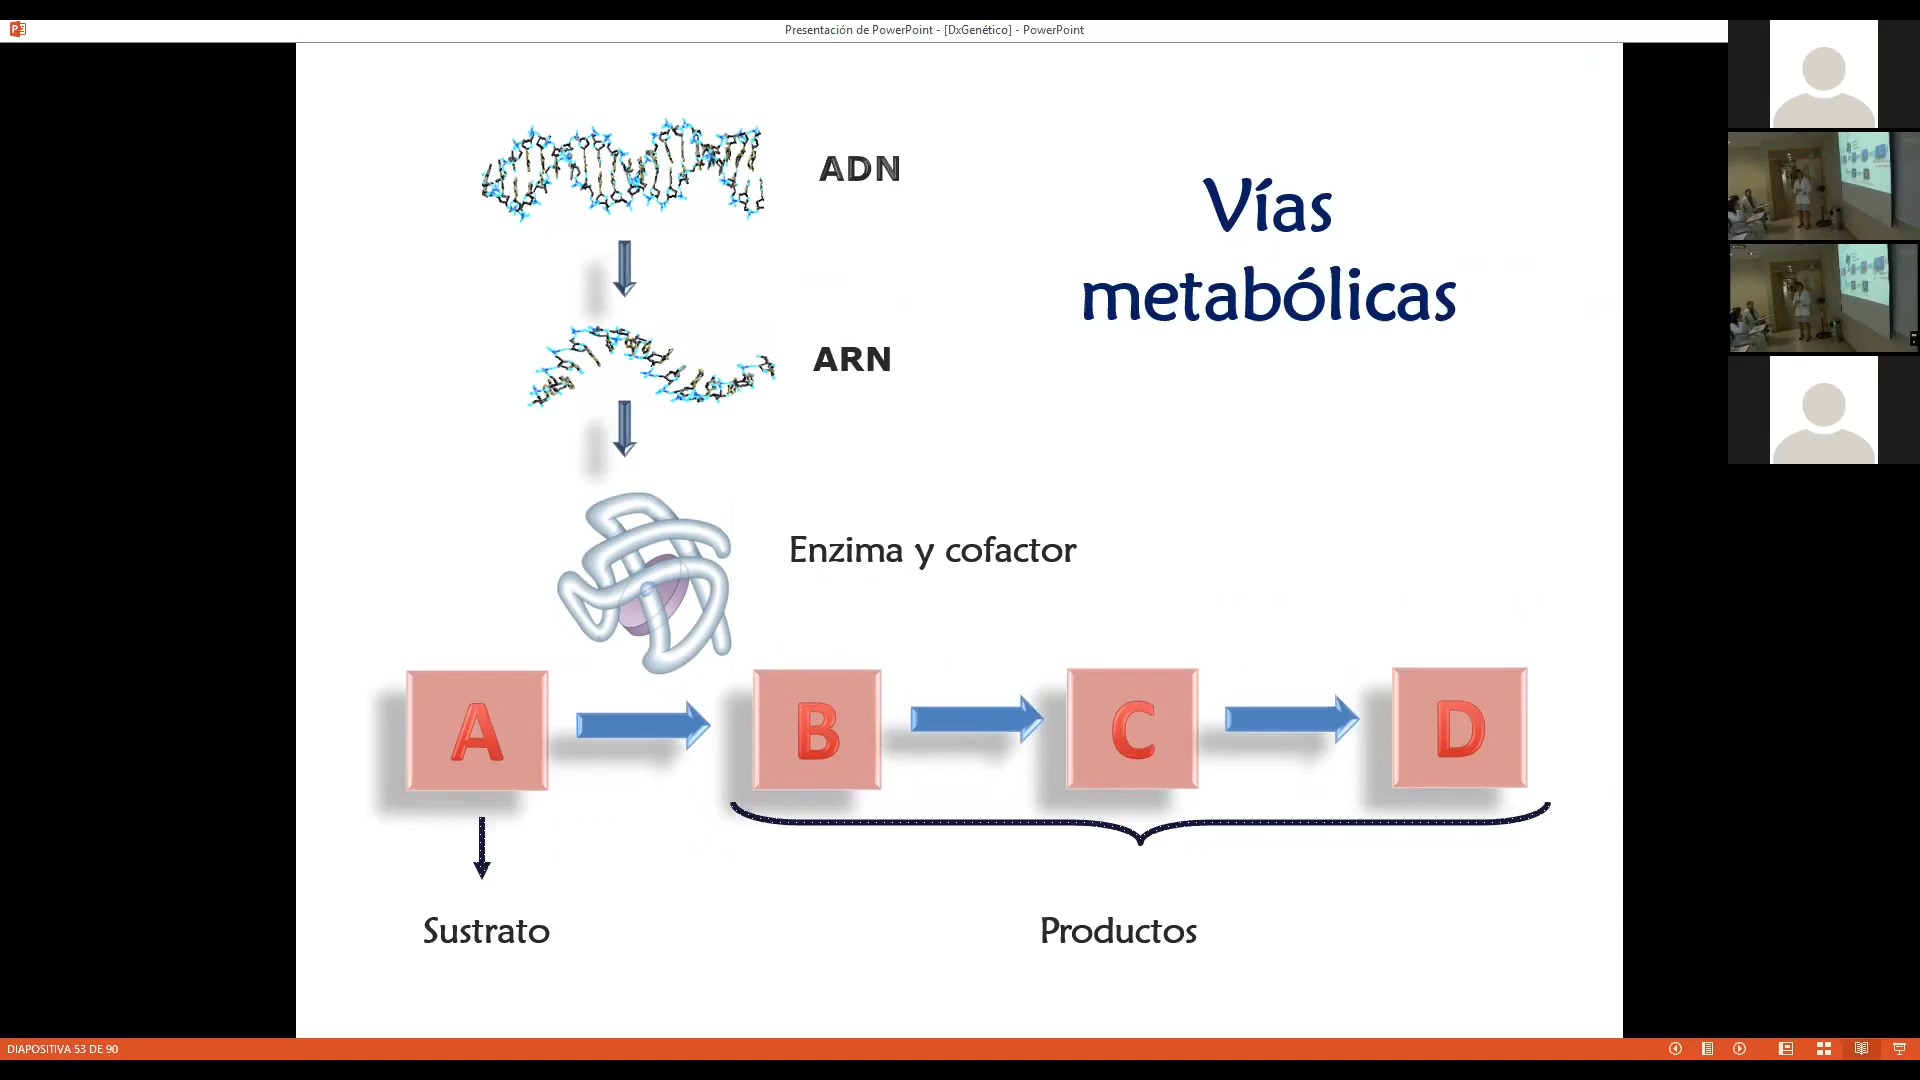 Presentación de PowerPoint - [DxGenético] - PowerPoint
ADN
Vías
metabólicas
ARN
Enzima y cofactor
A
B
C
D
Sustrato
Productos
DIAPOSITIVA 53 DE 90